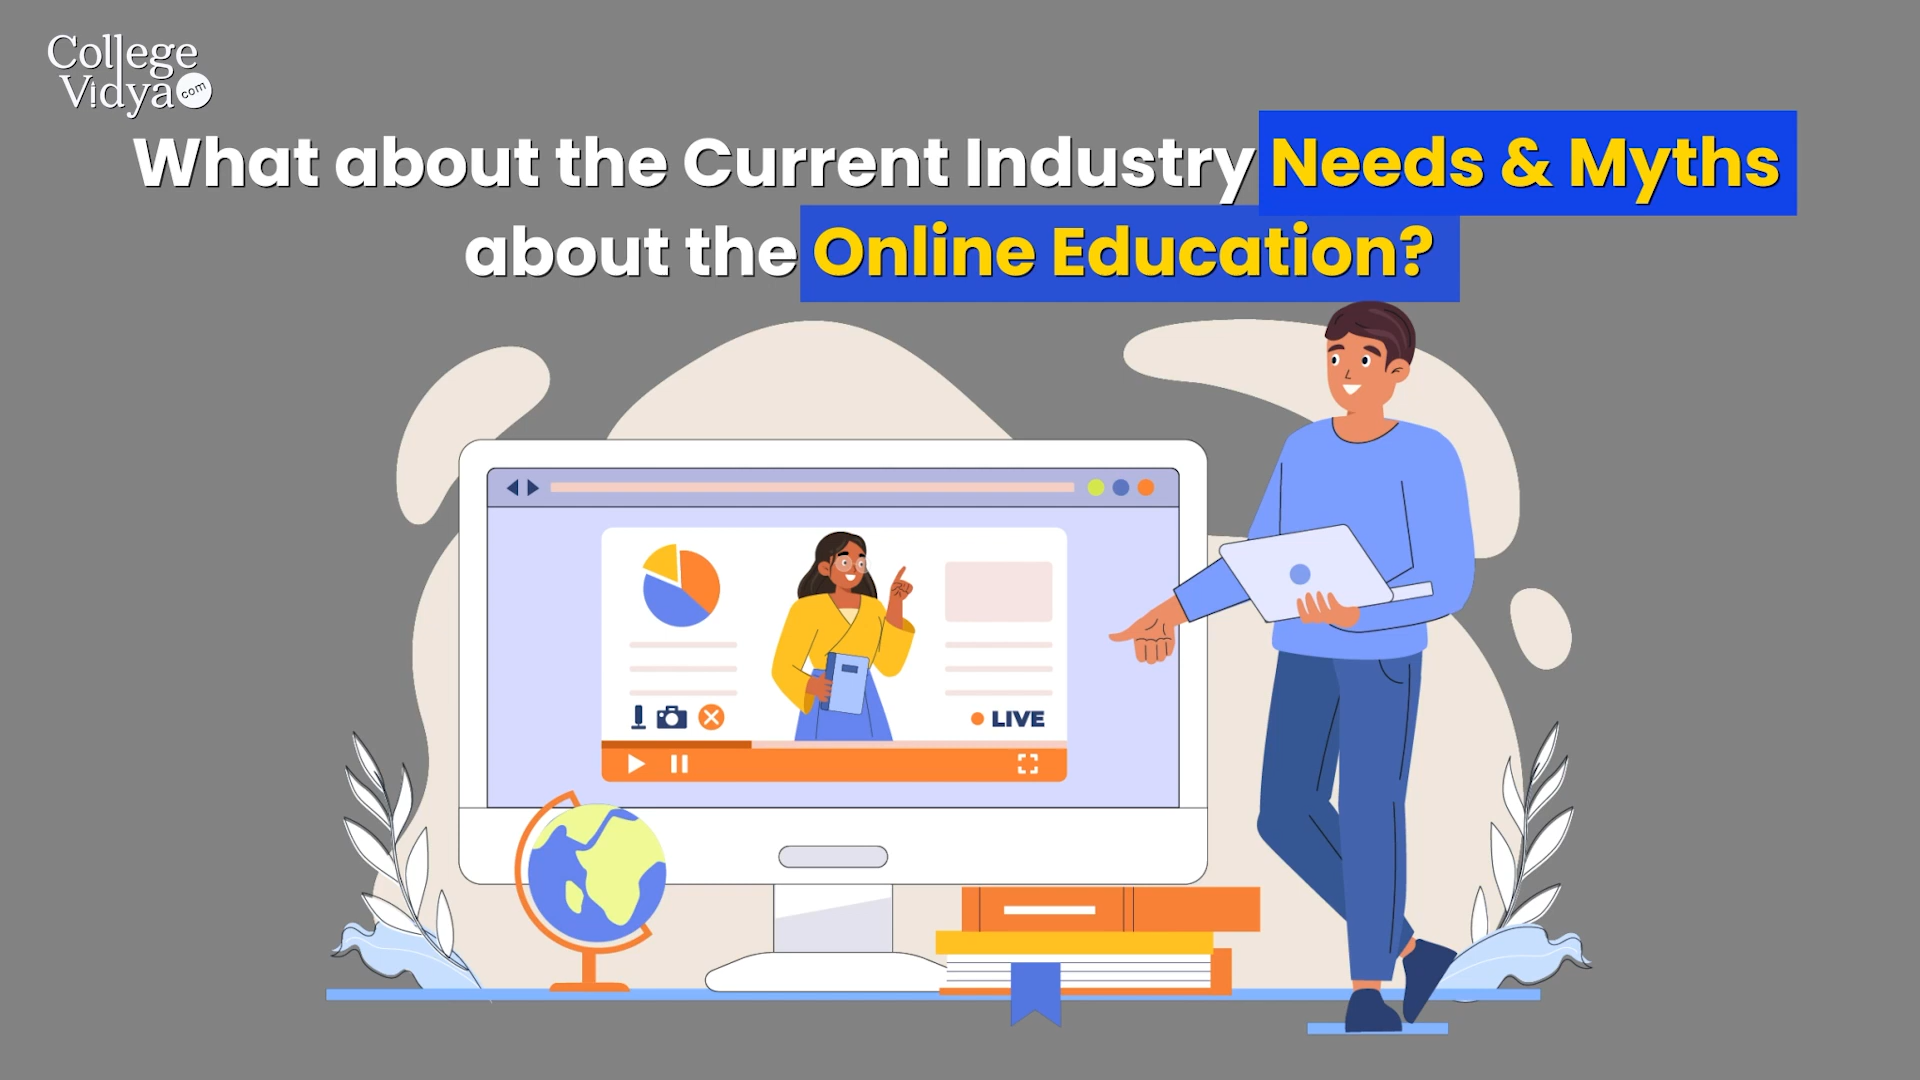 College
Vidya com
What about the Current Industry Needs & Myths
about the Online Education?
LIVE